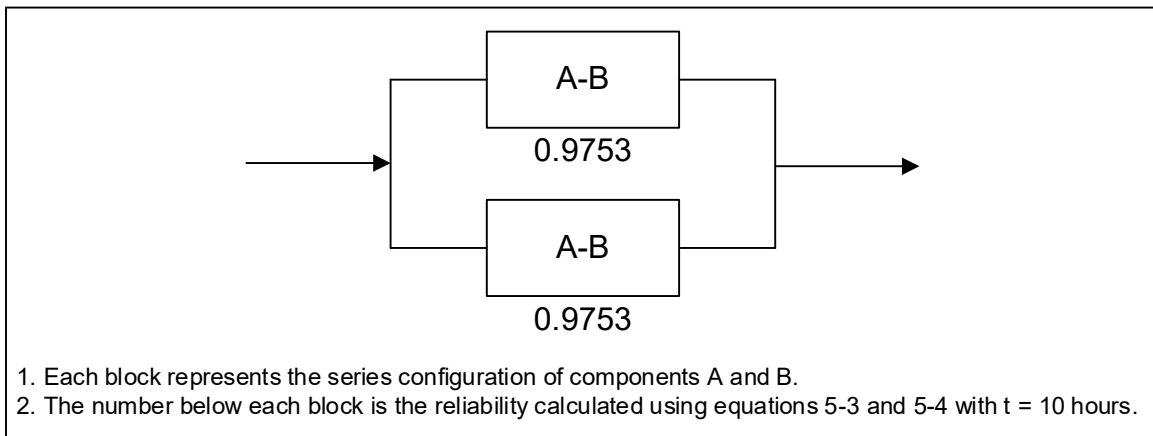 A-B
0.9753
A-B
0.9753
1. Each block represents the series configuration of components A and B.
2. The number below each block is the reliability calculated using equations 5-3 and 5-4 with t = 10 hours.